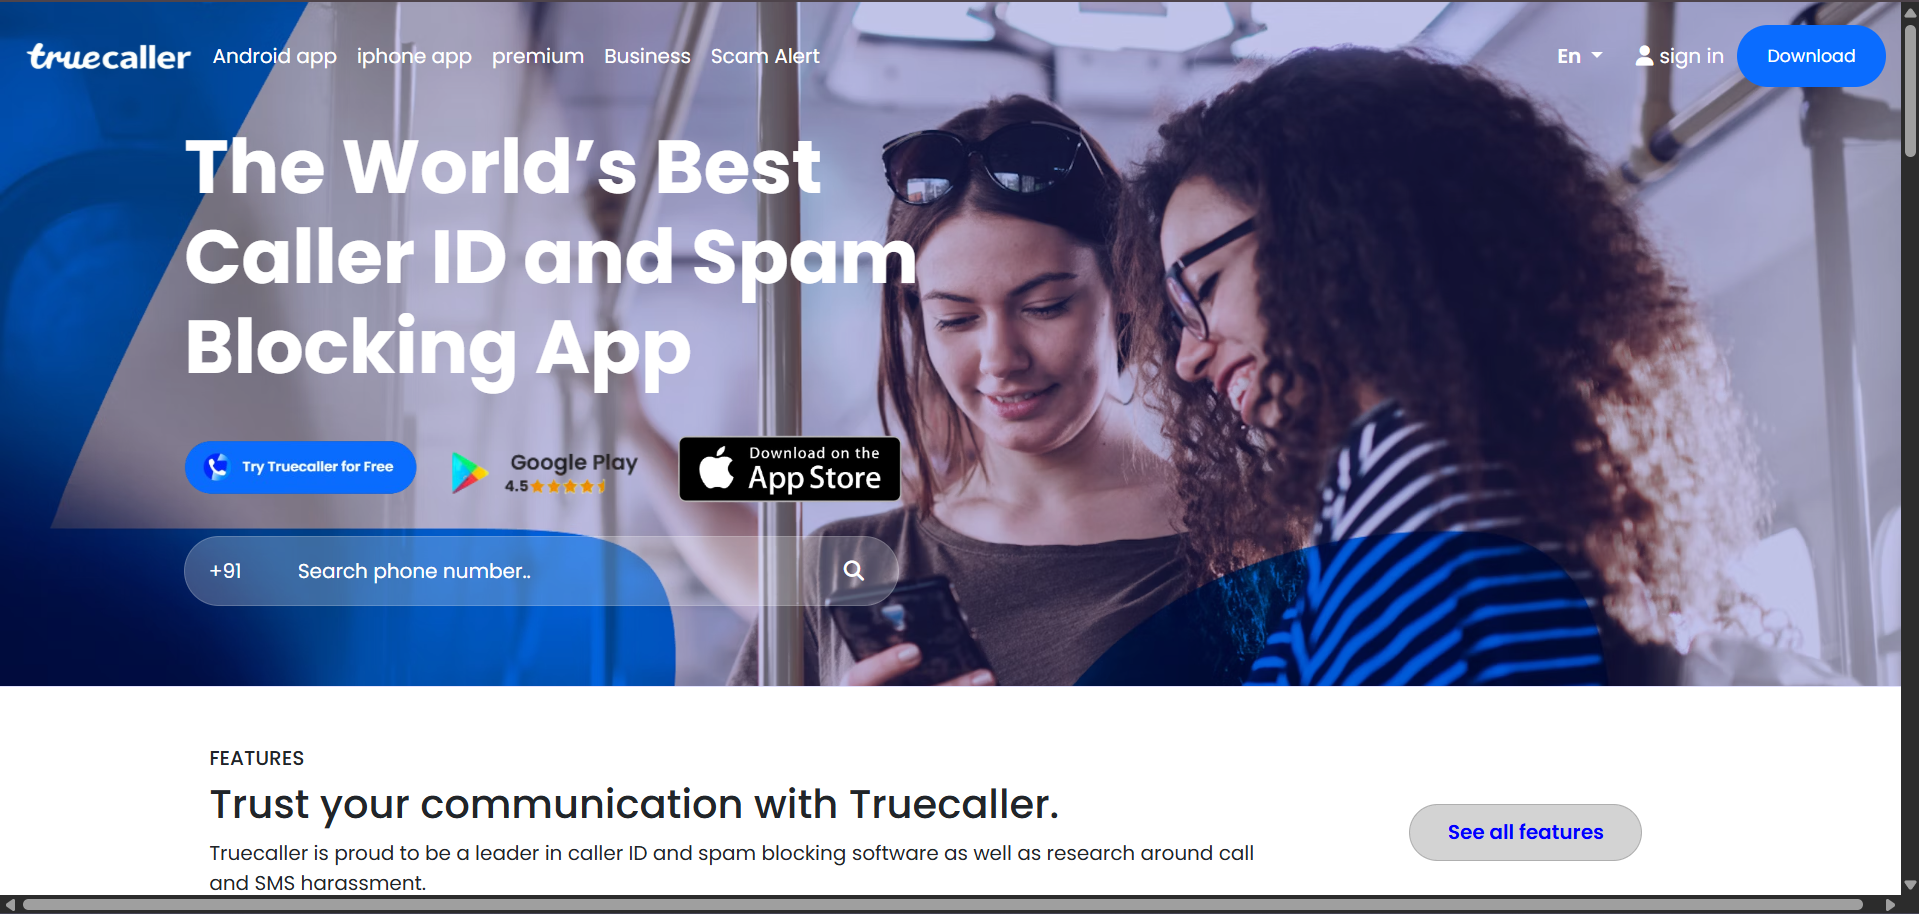 truecaller Android app iphone app premium Business Scam Alert En sign in Download
The World’s Best
Caller ID and Spam
Blocking App
Try Truecaller for Free
Google Play
4.5
Download on the
App Store
+91 Search phone number..
FEATURES
Trust your communication with Truecaller.
Truecaller is proud to be a leader in caller ID and spam blocking software as well as research around call
and SMS harassment.
See all features